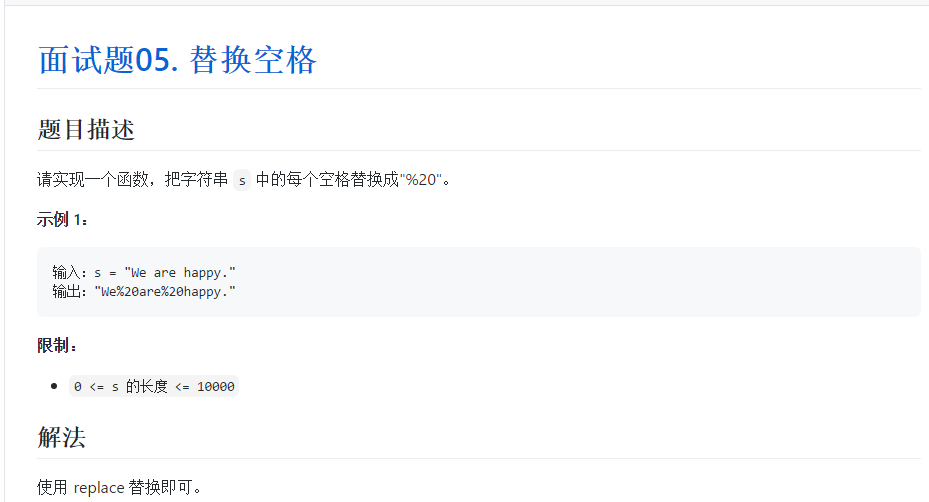 面试题05. 替换空格
题目描述
请实现一个函数，把字符串 s 中的每个空格替换成"%20"。
示例 1：
输入：s = "We are happy."
输出："We%20are%20happy."
限制：
0 <= s 的长度 <= 10000
解法
使用 replace 替换即可。